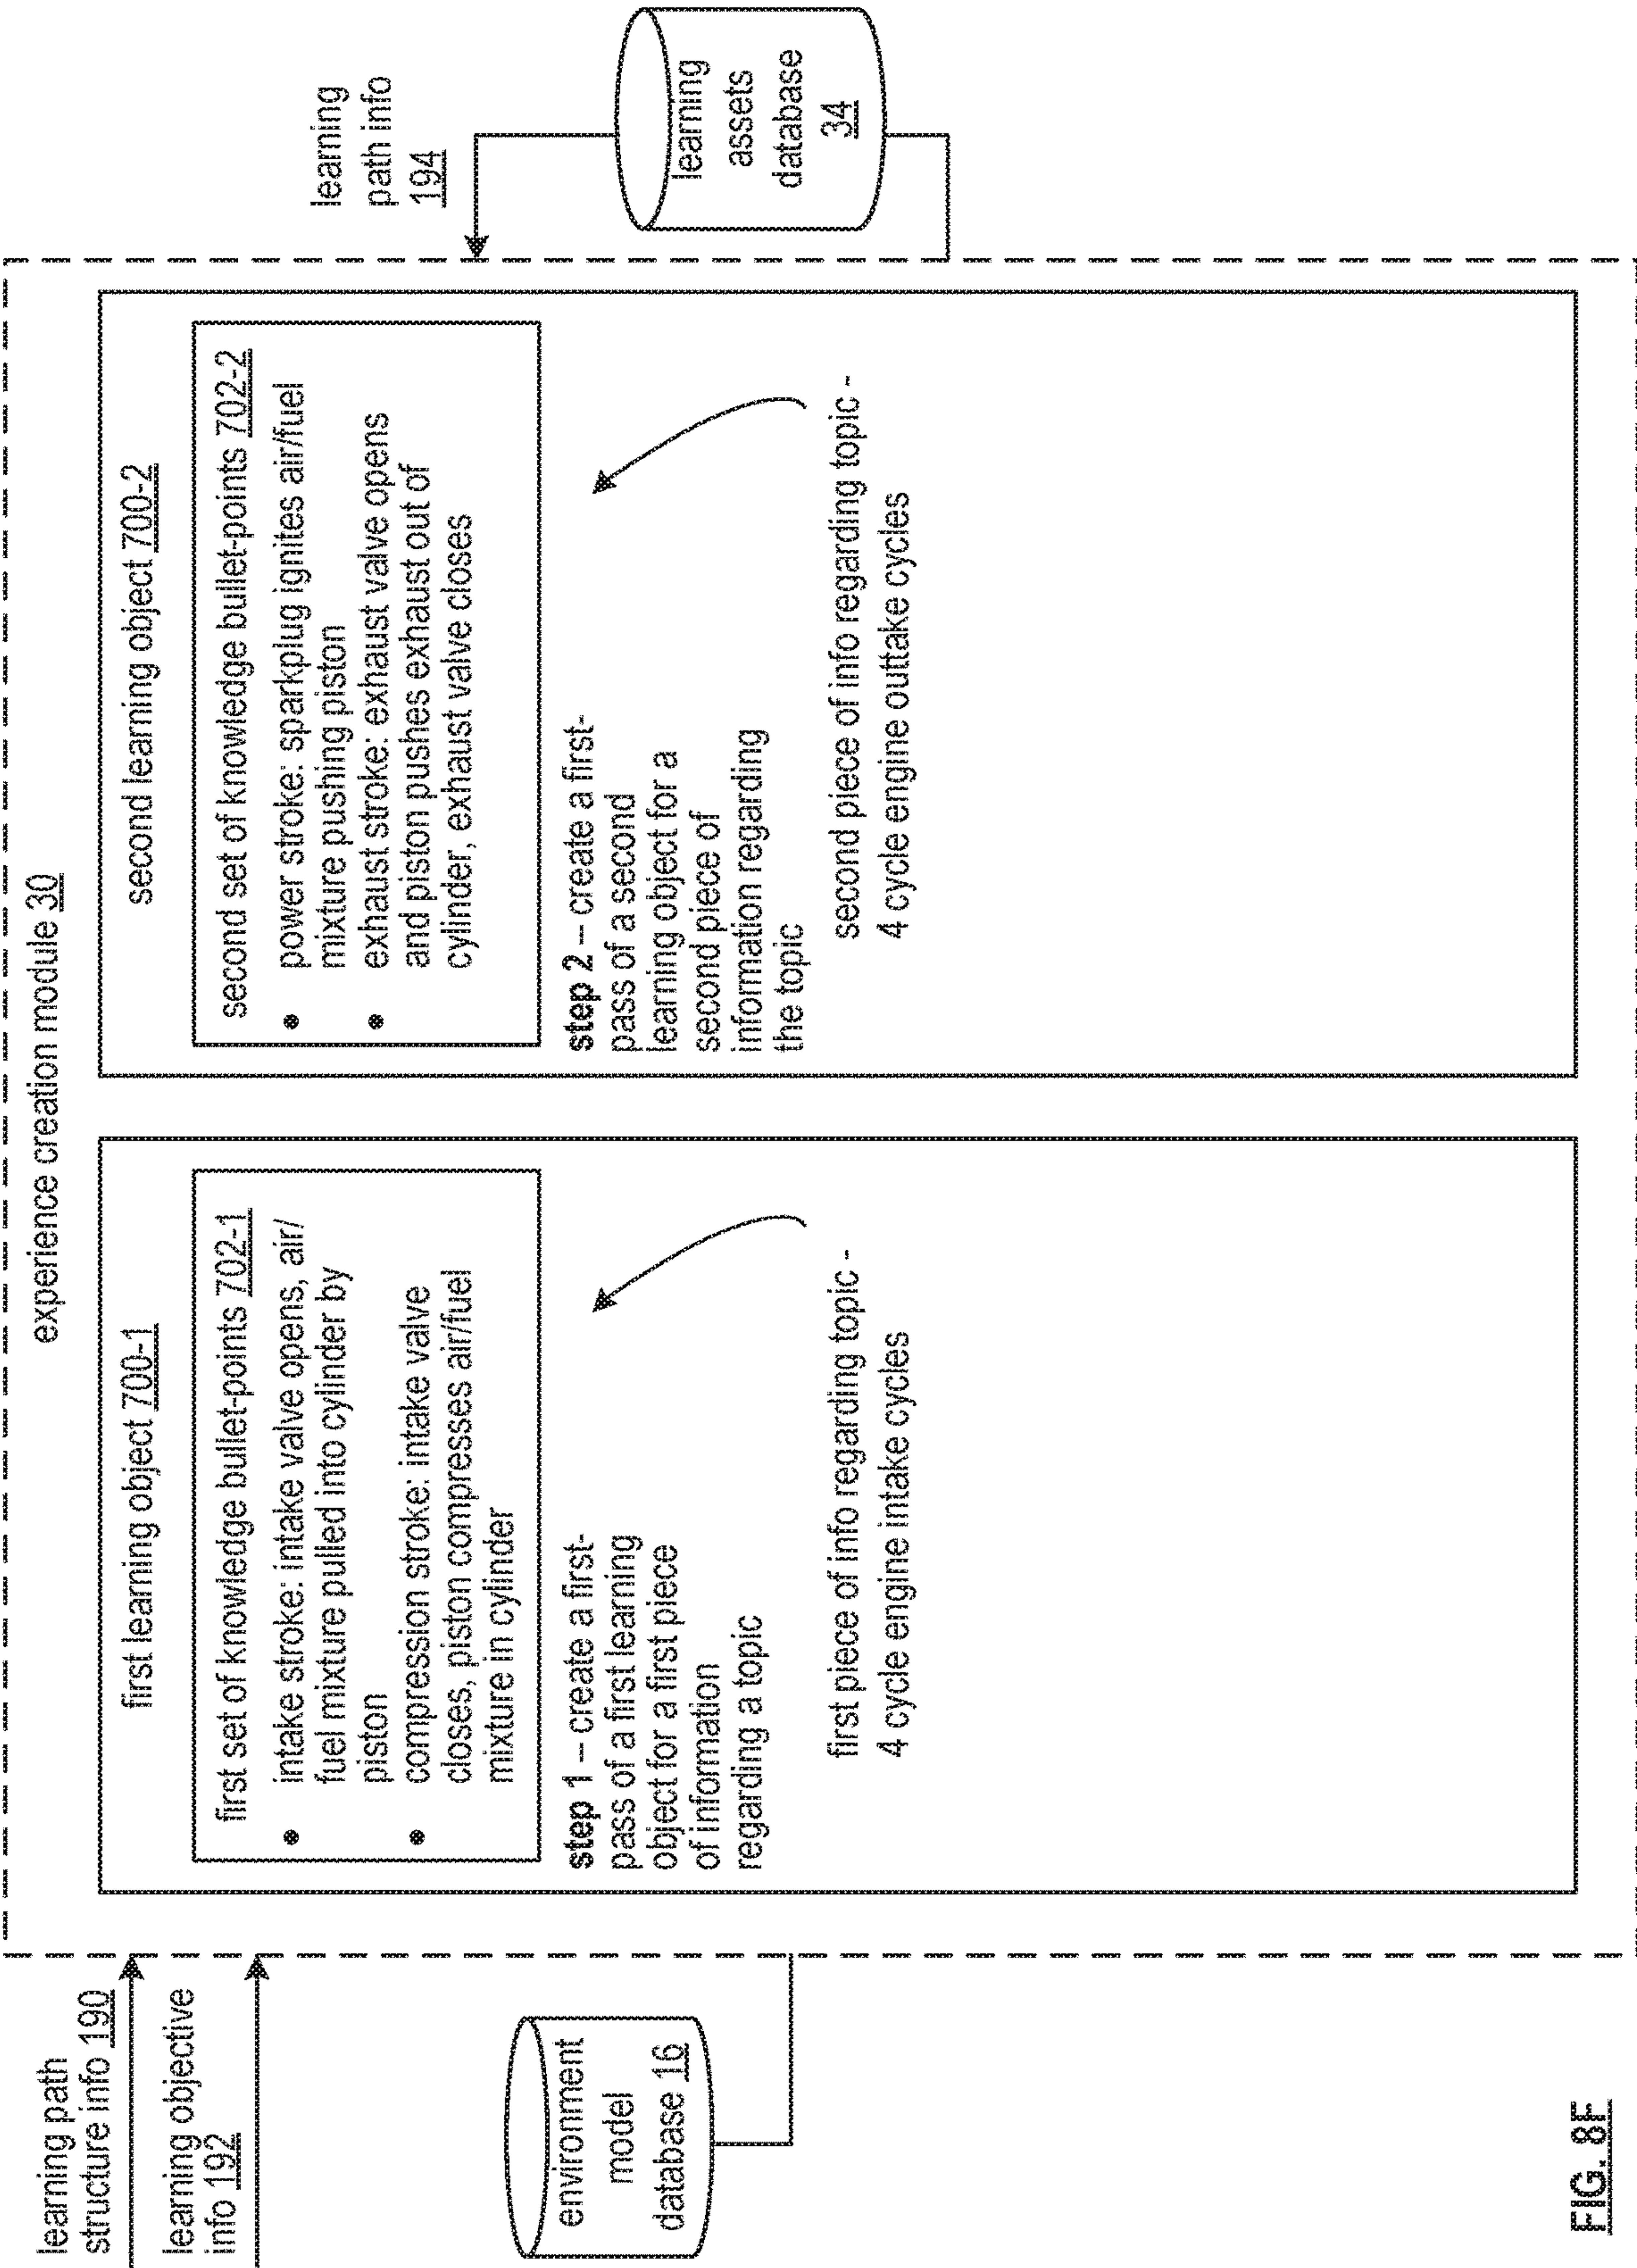 experience creation module 30
learning path
structure info 190
learning objective
info 192
environment
model
database 16
first learning object 700-1
first set of knowledge bullet-points 702-1
• intake stroke: intake valve opens, air/
fuel mixture pulled into cylinder by
piston
• compression stroke: intake valve
closes, piston compresses air/fuel
mixture in cylinder
step 1 – create a first-
pass of a first learning
object for a first piece
of information
regarding a topic
first piece of info regarding topic -
4 cycle engine intake cycles
second learning object 700-2
second set of knowledge bullet-points 702-2
• power stroke: sparkplug ignites air/fuel
mixture pushing piston
• exhaust stroke: exhaust valve opens
and piston pushes exhaust out of
cylinder, exhaust valve closes
step 2 – create a first-
pass of a second
learning object for a
second piece of
information regarding
the topic
second piece of info regarding topic -
4 cycle engine outtake cycles
learning
path info
194
learning
assets
database
34
FIG. 8F